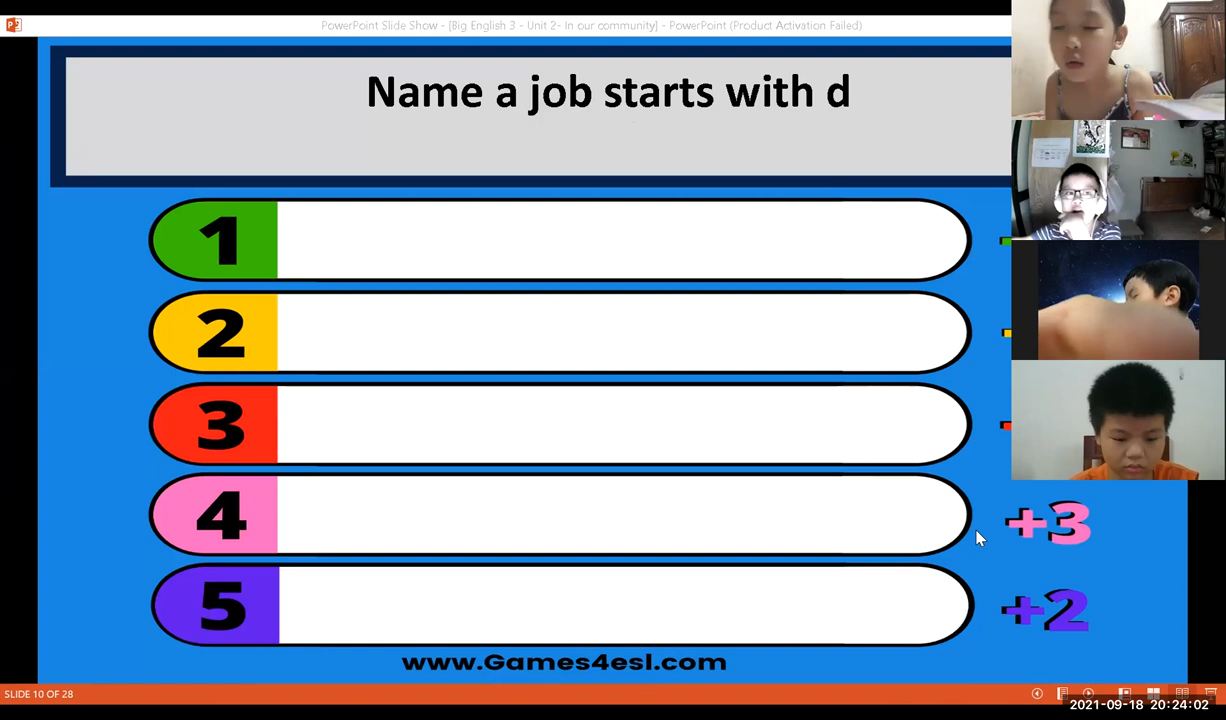 PowerPoint Slide Show - [Big English 3 - Unit 2- In our community] - PowerPoint (Product Activation Failed)
Name a job starts with d
1
2
3
4
+3
5
+2
www.Games4esl.com
SLIDE 10 OF 28
2021-09-18 20:24:02